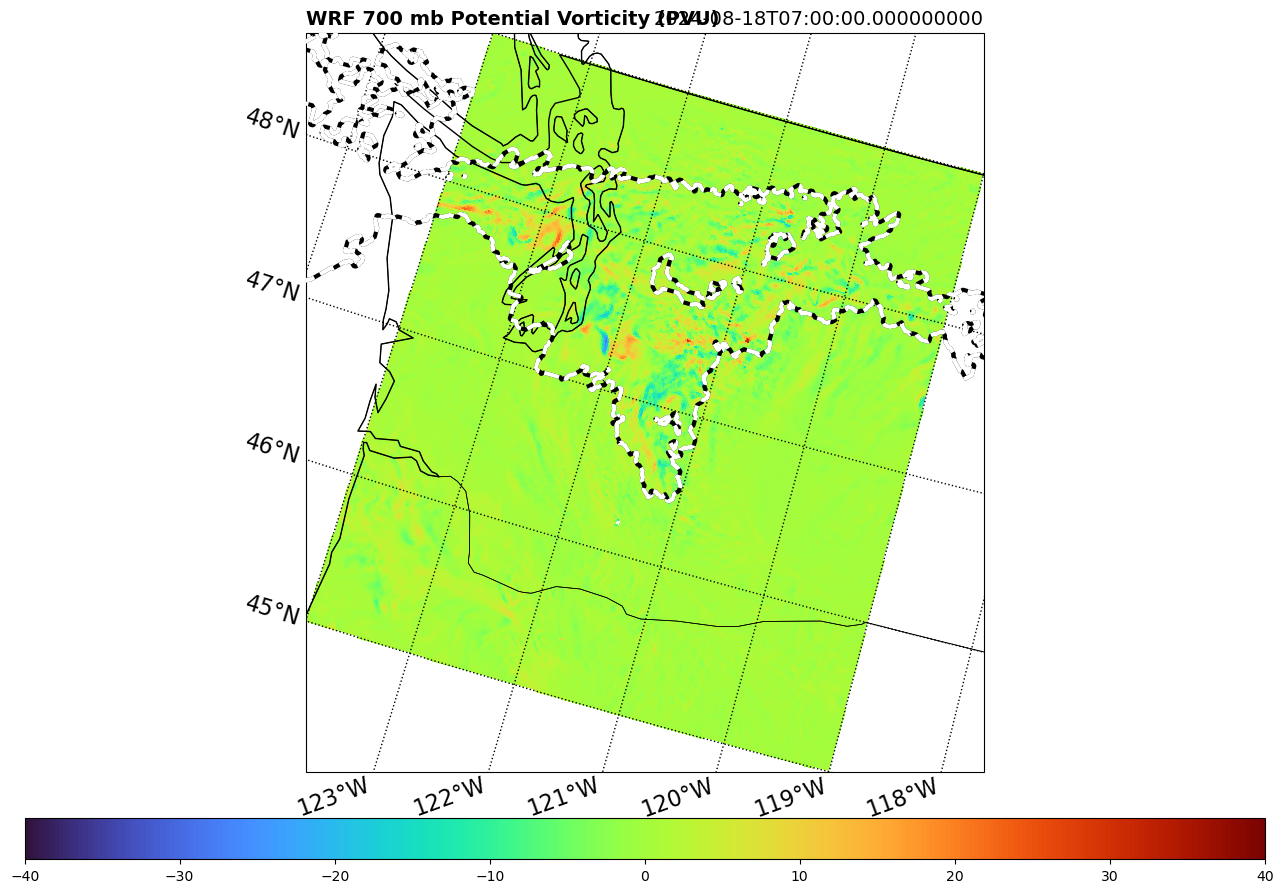 WRF 700 mb Potential Vorticity (PVU)
2024-08-18T07:00:00.000000000
48°N
47°N
46°N
45°N
123°W 122°W 121°W 120°W 119°W 118°W
−40 −30 −20 −10 0 10 20 30 40